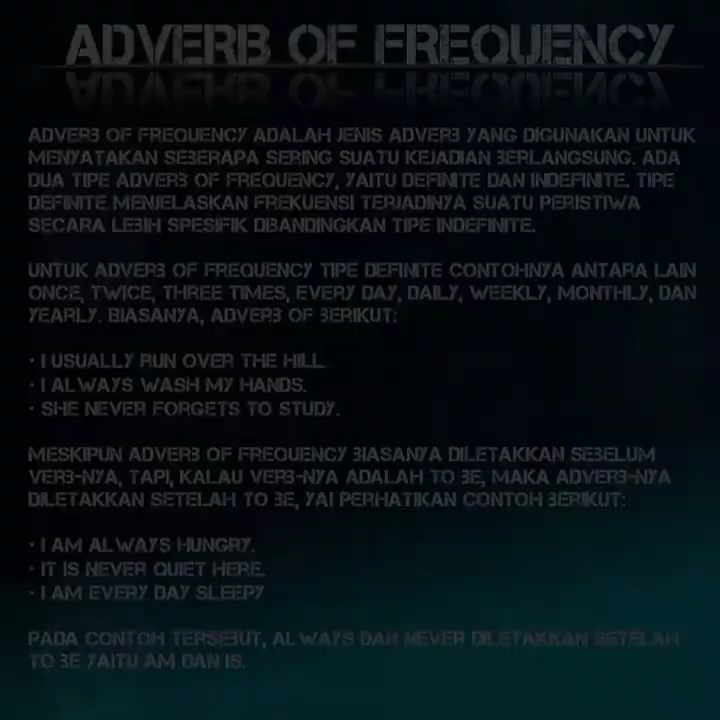 ADVERB OF FREQUENCY
ADVERB OF FREQUENCY ADALAH JENIS ADVERB YANG DIGUNAKAN UNTUK
MENYATAKAN SEBERAPA SERING SUATU KEJADIAN BERLANGSUNG. ADA
DUA TIPE ADVERB OF FREQUENCY, YAITU DEFINITE DAN INDEFINITE. TIPE
DEFINITE MENJELASKAN FREKUENSI TERJADINYA SUATU PERISTIWA
SECARA LEBIH SPESIFIK DIBANDINGKAN TIPE INDEFINITE.
UNTUK ADVERB OF FREQUENCY TIPE DEFINITE CONTOHNYA ANTARA LAIN
ONCE, TWICE, THREE TIMES, EVERY DAY, DAILY, WEEKLY, MONTHLY, DAN
YEARLY. BIASANYA, ADVERB OF BERIKUT:
• I USUALLY RUN OVER THE HILL.
• I ALWAYS WASH MY HANDS.
• SHE NEVER FORGETS TO STUDY.
MESKIPUN ADVERB OF FREQUENCY BIASANYA DILETAKKAN SEBELUM
VERB-NYA, TAPI, KALAU VERB-NYA ADALAH TO BE, MAKA ADVERB-NYA
DILETAKKAN SETELAH TO BE, YA! PERHATIKAN CONTOH BERIKUT:
• I AM ALWAYS HUNGRY.
• IT IS NEVER QUIET HERE.
• I AM EVERY DAY SLEEPY
PADA CONTOH TERSEBUT, ALWAYS DAN NEVER DILETAKKAN SETELAH
TO BE YAITU AM DAN IS.